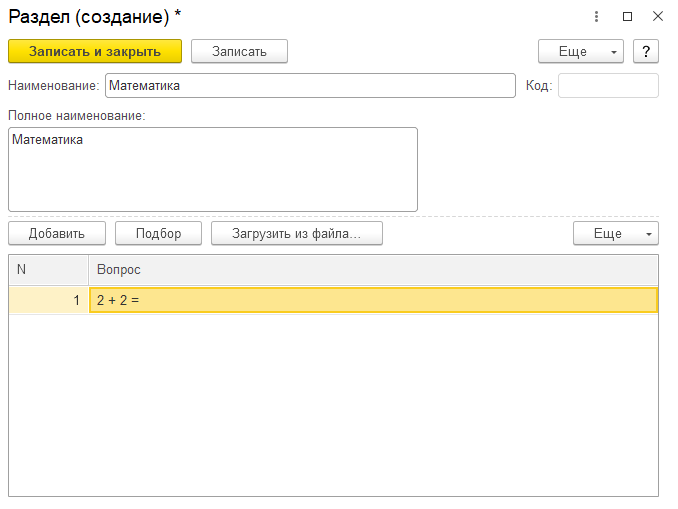 Раздел (создание) *
Записать и закрыть Записать Еще ?
Наименование: Математика Код:
Полное наименование:
Математика
Добавить Подбор Загрузить из файла... Еще
N Вопрос
1 2 + 2 =